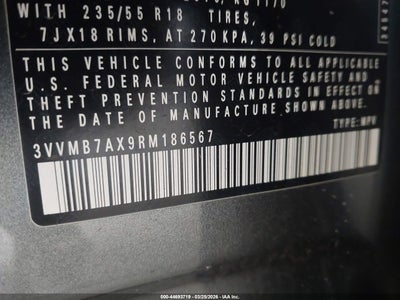 WITH 235/55 R18 TIRES,
7JX18 RIMS, AT 270KPA, 39 PSI COLD
THIS VEHICLE CONFORMS TO ALL APPLICABLE
U.S. FEDERAL MOTOR VEHICLE SAFETY AND
THEFT PREVENTION STANDARDS IN EFFECT ON
THE DATE OF MANUFACTURE SHOWN ABOVE
3VVMB7AX9RM186567
TYPE: MPV
000-44693719 - 03/29/2026 - IAA Inc.